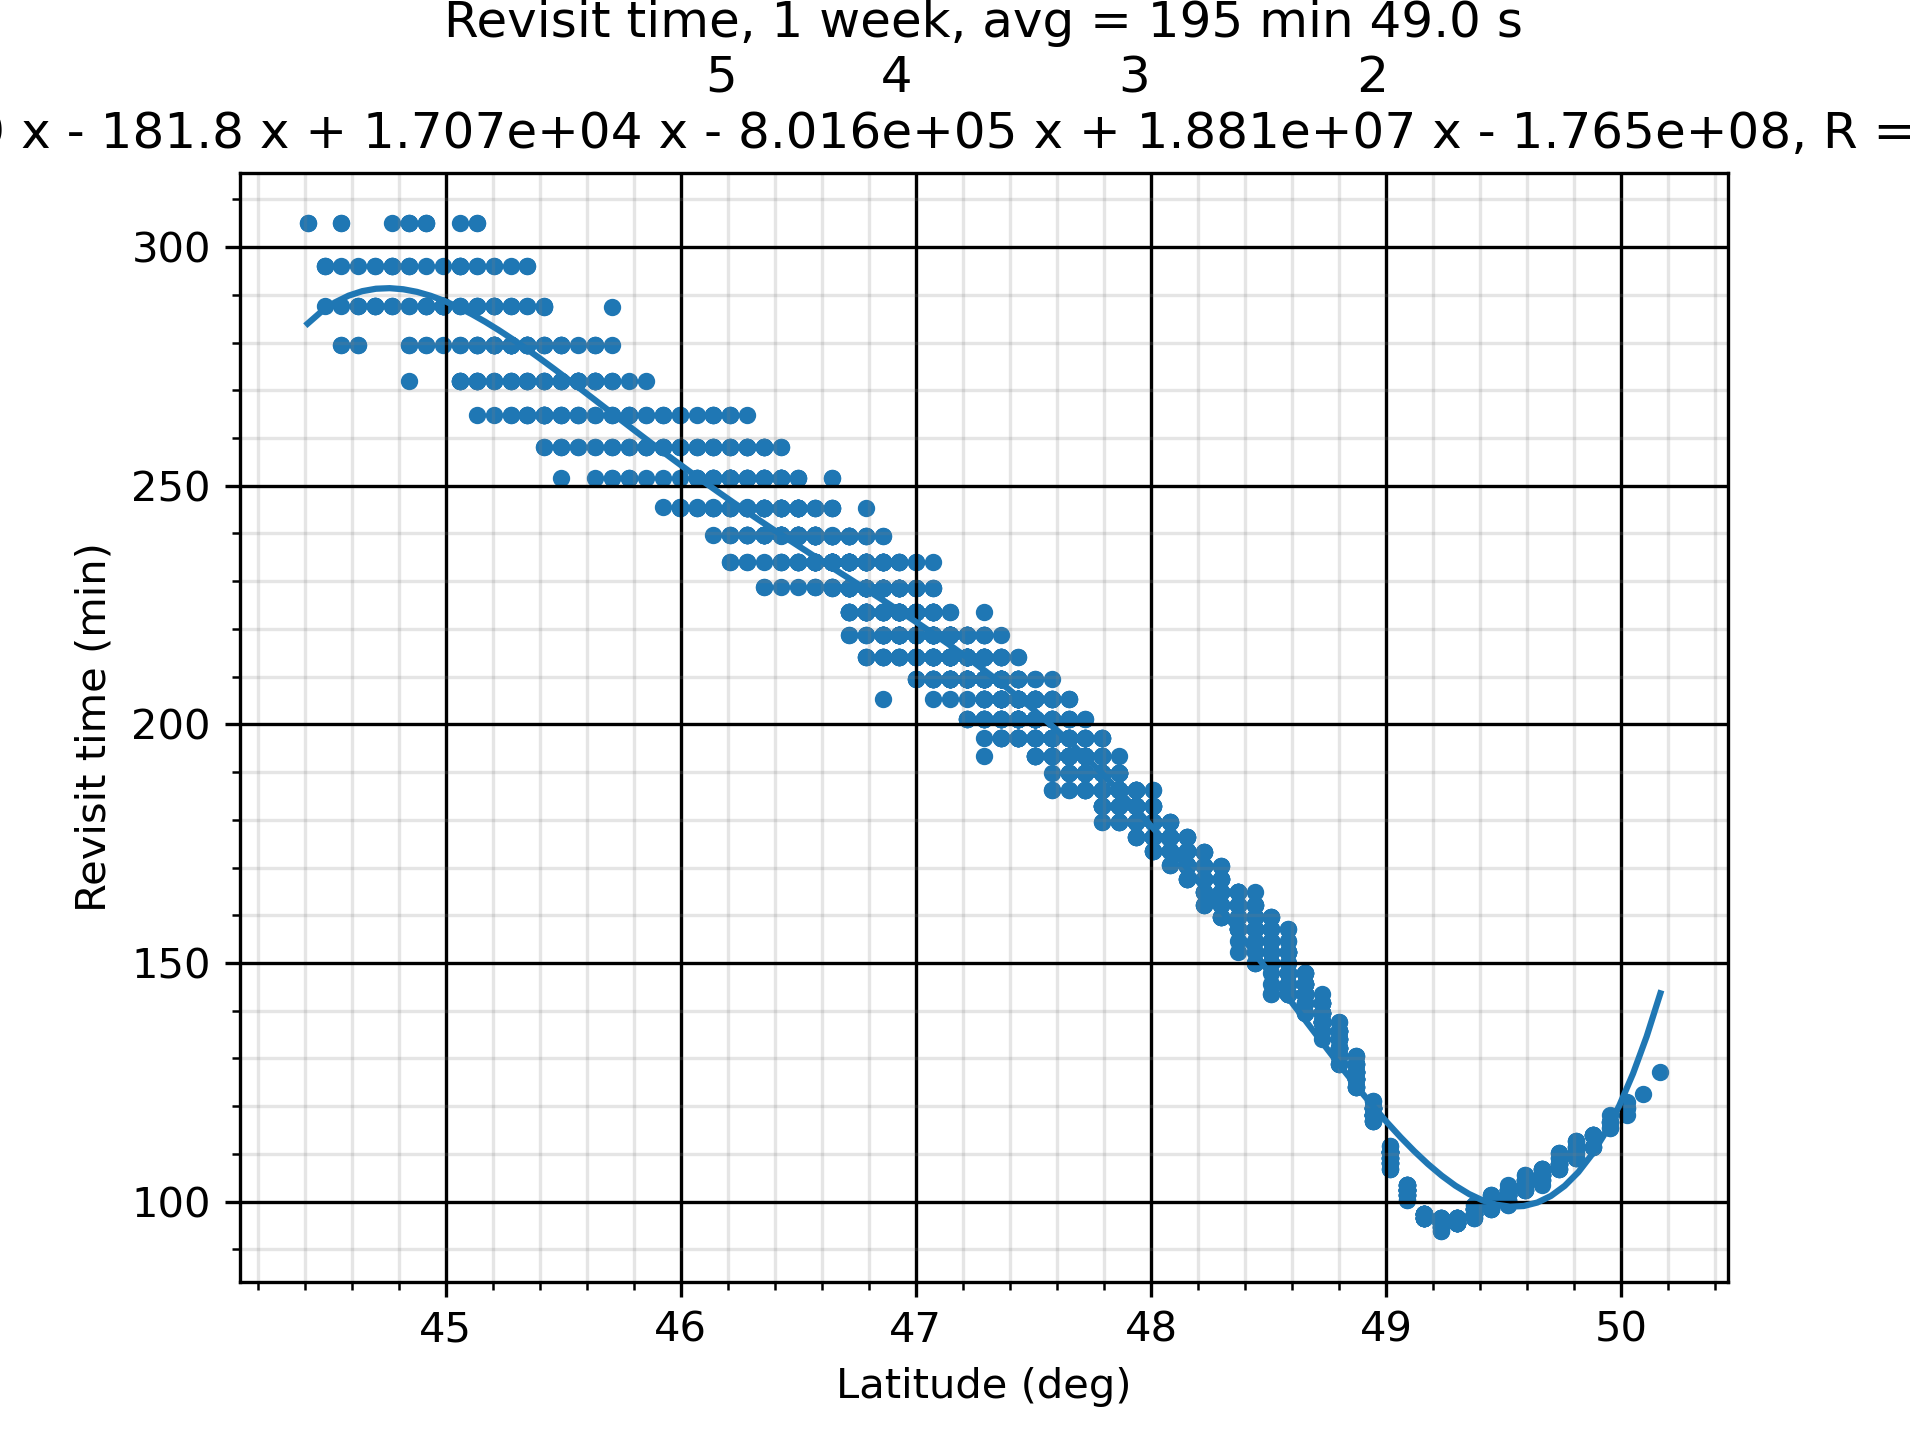 Revisit time, 1 week, avg = 195 min 49.0 s
5 4 3 2
x - 181.8 x + 1.707e+04 x - 8.016e+05 x + 1.881e+07 x - 1.765e+08, R =
300
250
200
150
100
Revisit time (min)
45 46 47 48 49 50
Latitude (deg)